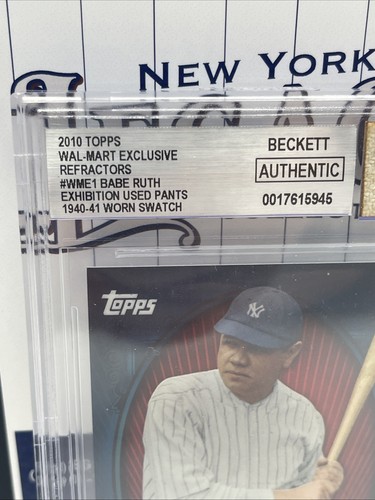 NEW YORK
2010 TOPPS
WAL-MART EXCLUSIVE
REFRACTORS
#WME1 BABE RUTH
EXHIBITION USED PANTS
1940-41 WORN SWATCH
BECKETT
AUTHENTIC
0017615945
Topps
NY